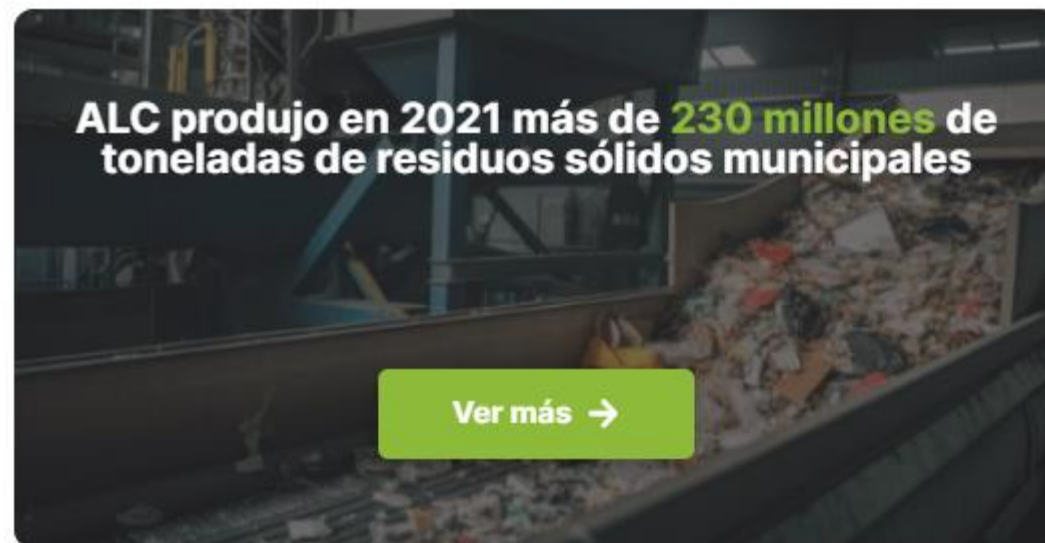 ALC produjo en 2021 más de 230 millones de
toneladas de residuos sólidos municipales
Ver más →